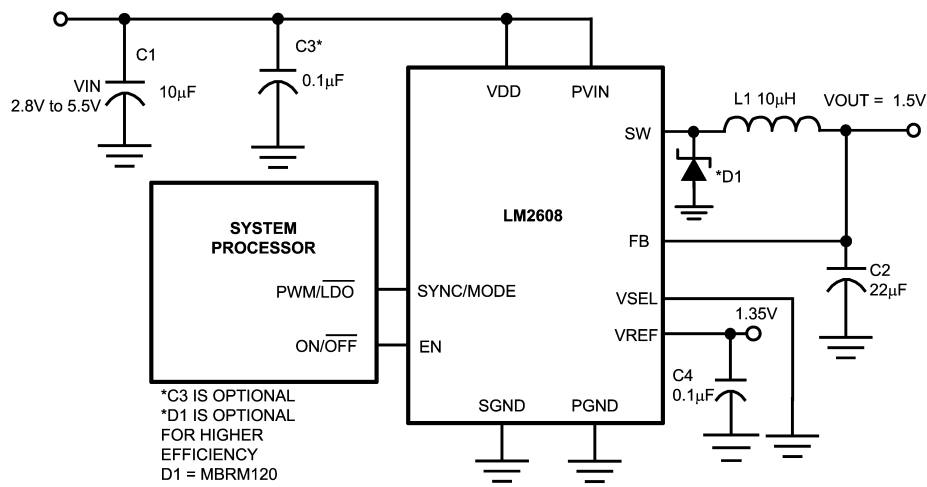 C1
C3*
VIN
10µF
0.1µF
2.8V to 5.5V
VDD
PVIN
L1 10µH
VOUT = 1.5V
SW
*D1
SYSTEM
PROCESSOR
LM2608
FB
C2
22µF
PWM/LDO
SYNC/MODE
VSEL
1.35V
VREF
ON/OFF
EN
C4
0.1µF
SGND
PGND
*C3 IS OPTIONAL
*D1 IS OPTIONAL
FOR HIGHER
EFFICIENCY
D1 = MBRM120